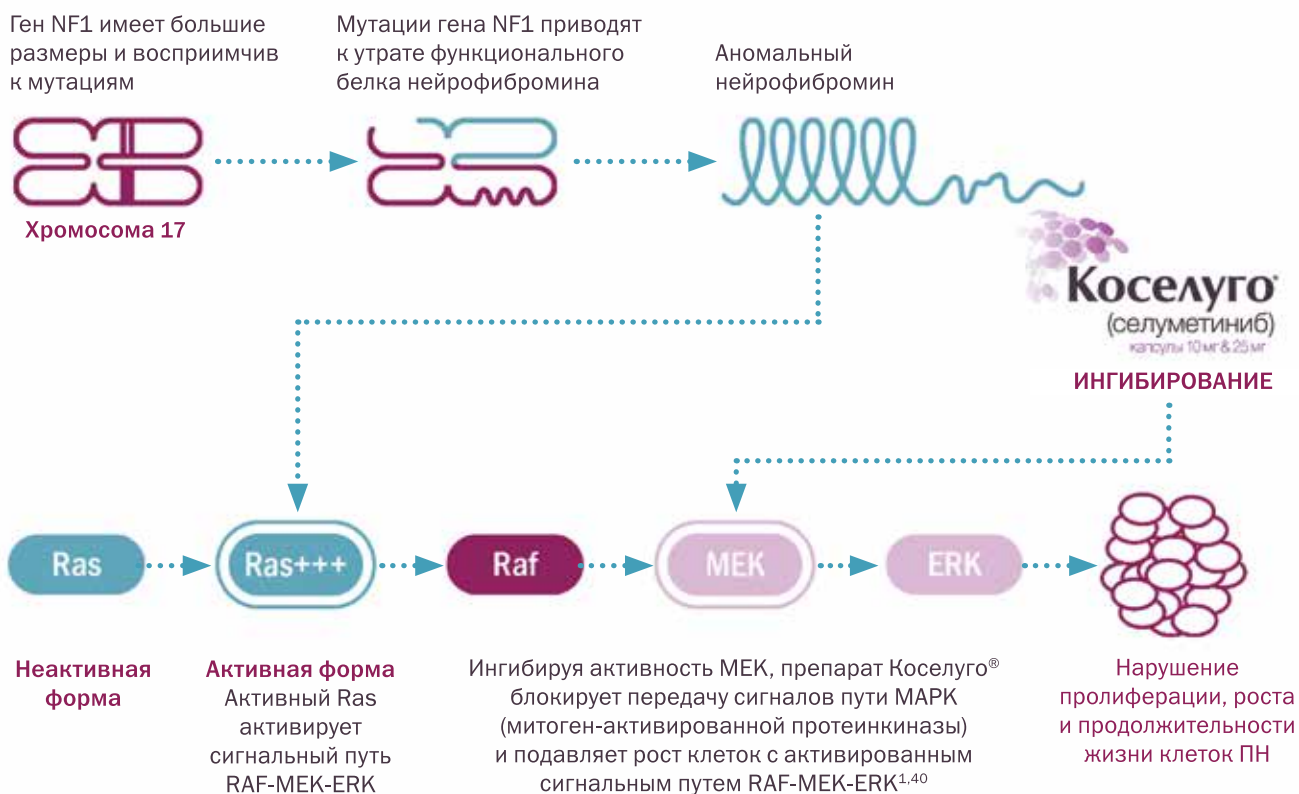 Ген NF1 имеет большие
размеры и восприимчив
к мутациям
Мутации гена NF1 приводят
к утрате функционального
белка нейрофибромина
Аномальный
нейрофибромин
Хромосома 17
Коселуго®
(селуметиниб)
капсулы 10 мг & 25 мг
ИНГИБИРОВАНИЕ
Ras
Ras+++
Raf
MEK
ERK
Неактивная
форма
Активная форма
Активный Ras
активирует
сигнальный путь
RAF-MEK-ERK
Ингибируя активность MEK, препарат Коселуго®
блокирует передачу сигналов пути MAPK
(митоген-активированной протеинкиназы)
и подавляет рост клеток с активированным
сигнальным путем RAF-MEK-ERK1,40
Нарушение
пролиферации, роста
и продолжительности
жизни клеток ПН